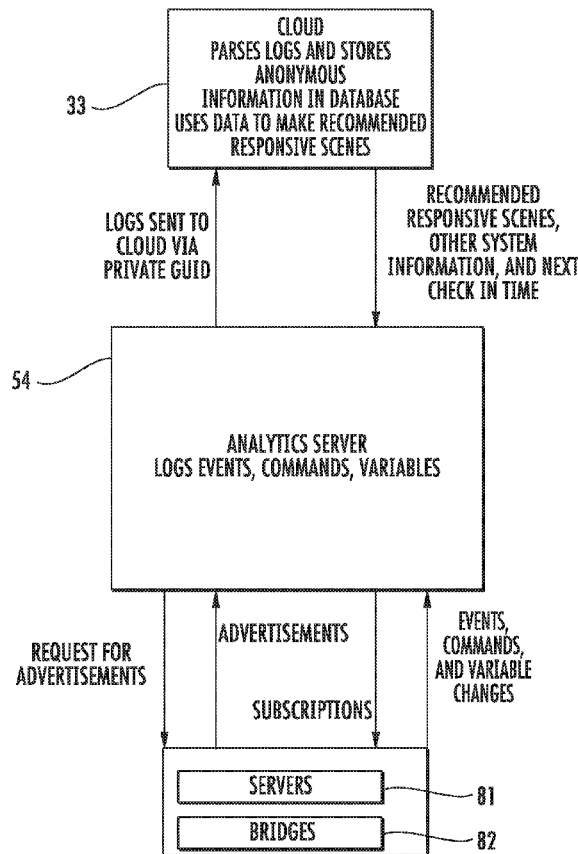 CLOUD
PARSES LOGS AND STORES
ANONYMOUS
INFORMATION IN DATABASE
USES DATA TO MAKE RECOMMENDED
RESPONSIVE SCENES
33
LOGS SENT TO
CLOUD VIA
PRIVATE GUID
RECOMMENDED
RESPONSIVE SCENES,
OTHER SYSTEM
INFORMATION, AND NEXT
CHECK IN TIME
54
ANALYTICS SERVER
LOGS EVENTS, COMMANDS, VARIABLES
REQUEST FOR
ADVERTISEMENTS
ADVERTISEMENTS
SUBSCRIPTIONS
EVENTS,
COMMANDS,
AND VARIABLE
CHANGES
SERVERS
81
BRIDGES
82